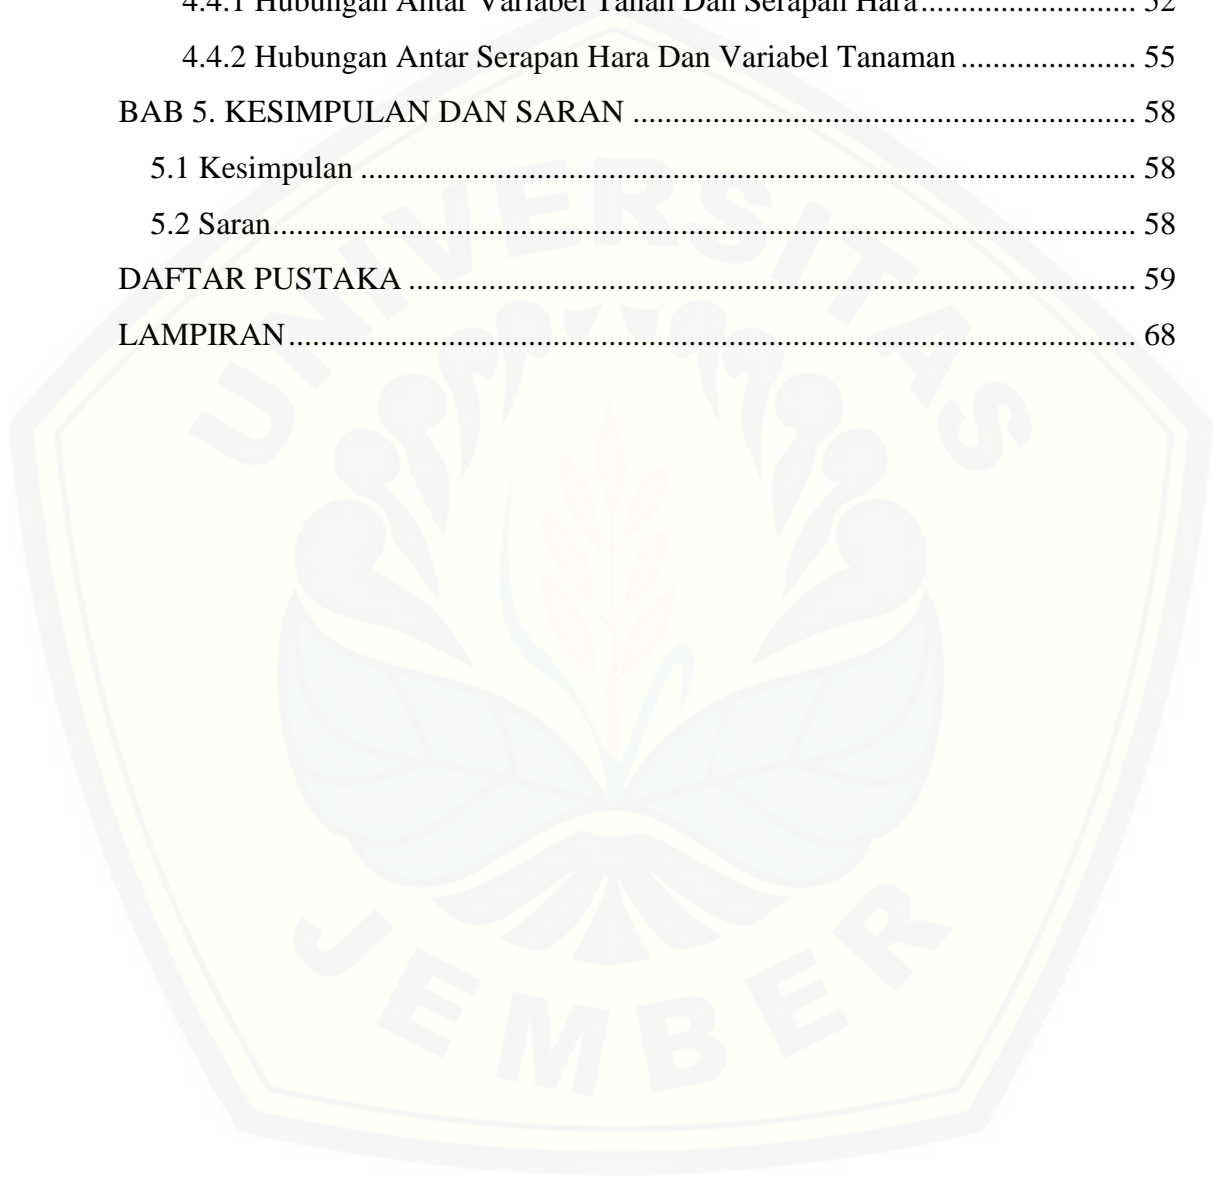 4.4.1 Hubungan Antar Variabel Tanah Dan Serapan Hara........................... 52
4.4.2 Hubungan Antar Serapan Hara Dan Variabel Tanaman...................... 55
BAB 5. KESIMPULAN DAN SARAN............................................................... 58
5.1 Kesimpulan................................................................................................. 58
5.2 Saran............................................................................................................ 58
DAFTAR PUSTAKA........................................................................................... 59
LAMPIRAN.......................................................................................................... 68
UNIVERSITAS
JEMBER